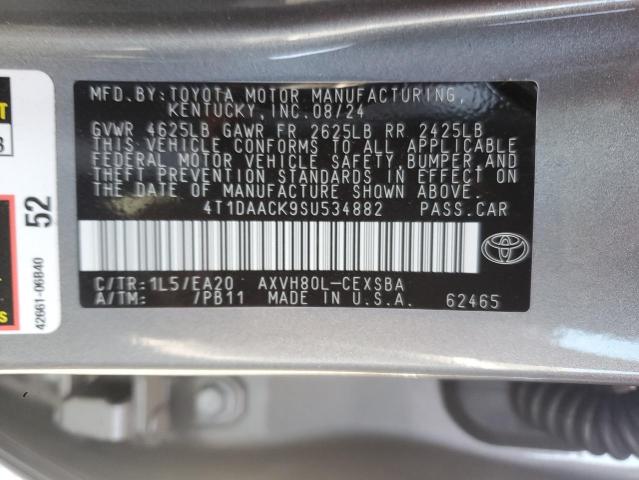 MFD.BY: TOYOTA MOTOR MANUFACTURING,
KENTUCKY, INC. 08/24
GVWR 4625LB GAWR FR 2625LB RR 2425LB
THIS VEHICLE CONFORMS TO ALL APPLICABLE
FEDERAL MOTOR VEHICLE SAFETY, BUMPER AND
THEFT PREVENTION STANDARDS IN EFFECT ON
THE DATE OF MANUFACTURE SHOWN ABOVE.
4T1DAACK9SU534882 PASS.CAR
C/TR:1L5/EA20 AXVH80L-CEXSBA
A/TM: /PB11 MADE IN U.S.A. 62465
TOYOTA
52
42661-06B40